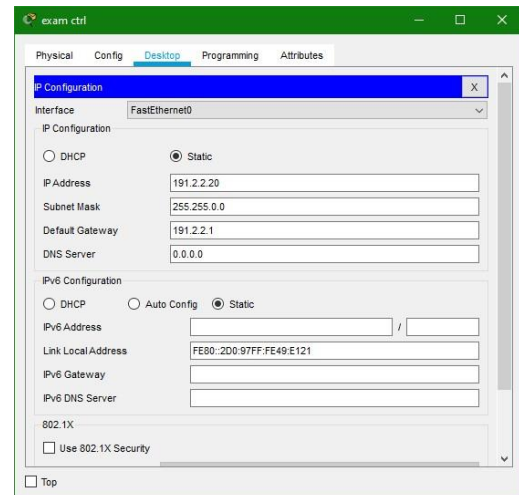 exam ctrl
Physical Config Desktop Programming Attributes
IP Configuration X
Interface FastEthernet0
IP Configuration
DHCP Static
IP Address 191.2.2.20
Subnet Mask 255.255.0.0
Default Gateway 191.2.2.1
DNS Server 0.0.0.0
IPv6 Configuration
DHCP Auto Config Static
IPv6 Address /
Link Local Address FE80::2D0:97FF:FE49:E121
IPv6 Gateway
IPv6 DNS Server
802.1X
Use 802.1X Security
Top